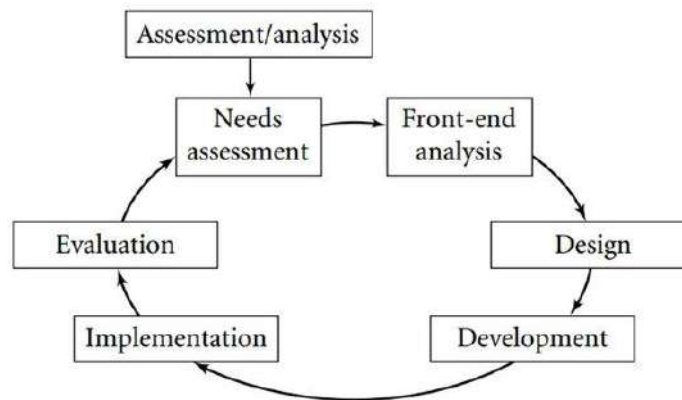 Assessment/analysis
Needs
assessment
Front-end
analysis
Evaluation
Design
Implementation
Development